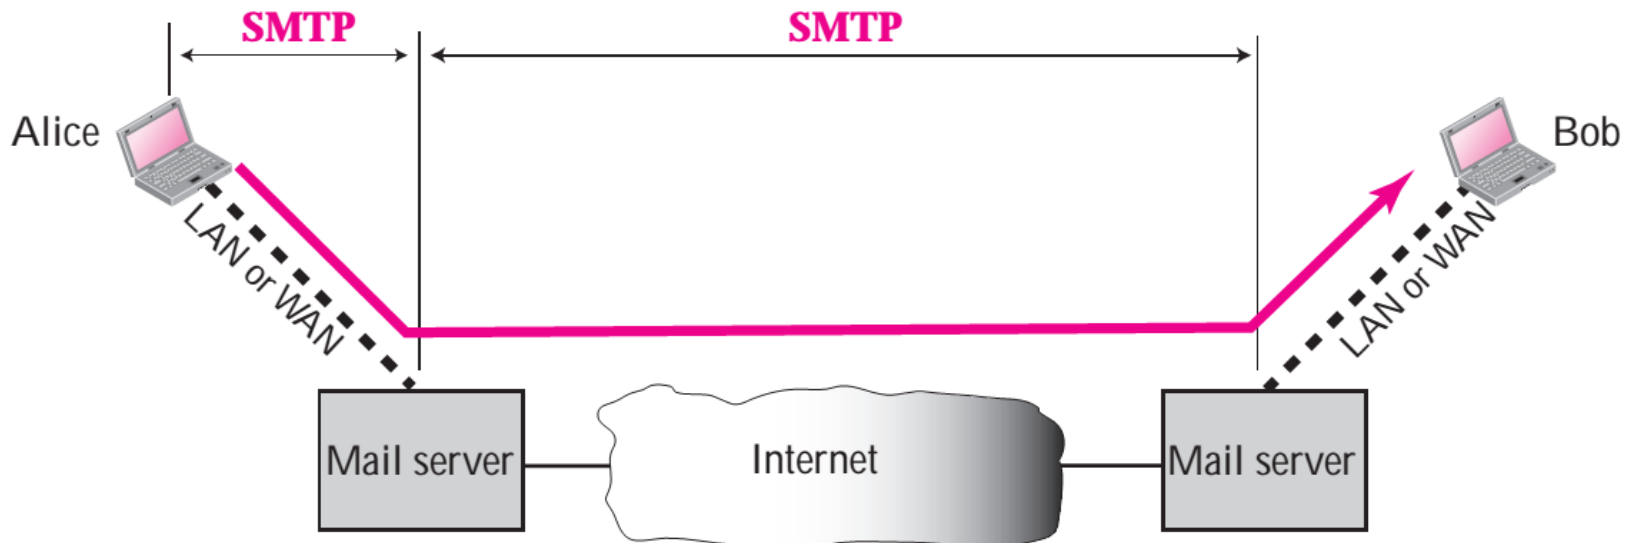 SMTP
SMTP
Alice
Bob
LAN or WAN
LAN or WAN
Mail server
Internet
Mail server